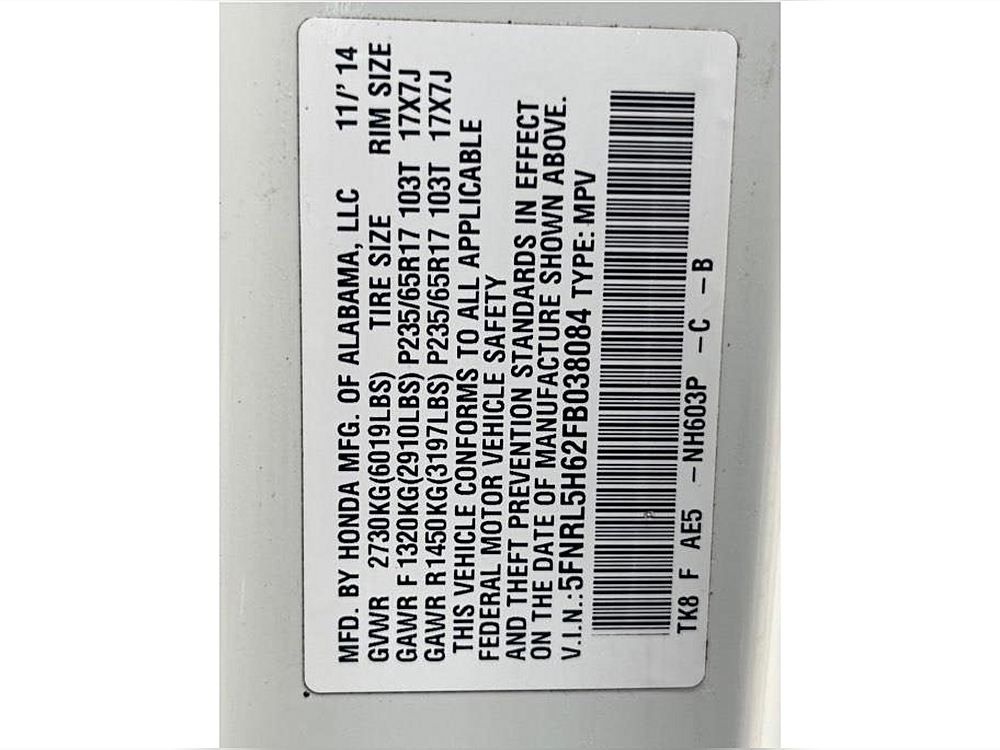 MFD. BY HONDA MFG. OF ALABAMA, LLC 11/'14
GVWR 2730KG(6019LBS) TIRE SIZE RIM SIZE
GAWR F 1320KG(2910LBS) P235/65R17 103T 17X7J
GAWR R1450KG(3197LBS) P235/65R17 103T 17X7J
THIS VEHICLE CONFORMS TO ALL APPLICABLE
FEDERAL MOTOR VEHICLE SAFETY
AND THEFT PREVENTION STANDARDS IN EFFECT
ON THE DATE OF MANUFACTURE SHOWN ABOVE.
V.I.N.:5FNRL5H62FB038084 TYPE: MPV
TK8 F AE5 -NH603P -C -B